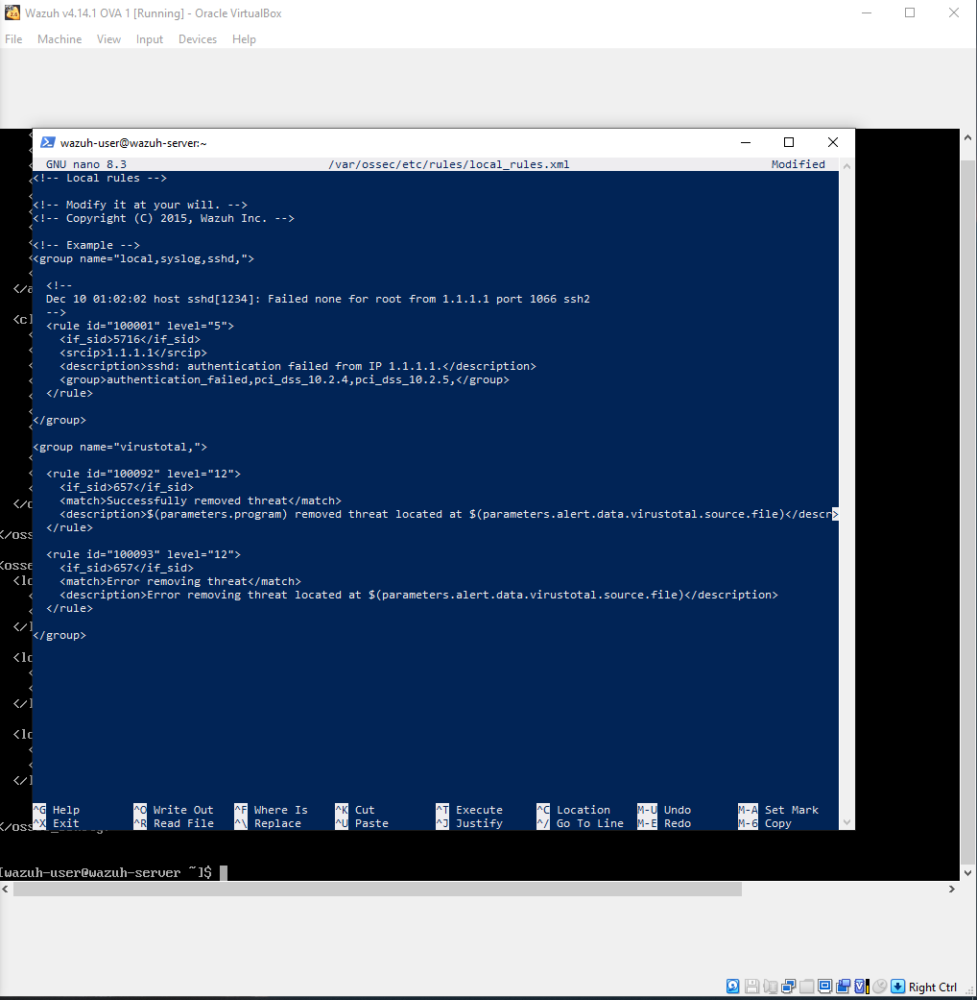 Wazuh v4.14.1 OVA 1 [Running] - Oracle VirtualBox
File Machine View Input Devices Help
wazuh-user@wazuh-server:~
GNU nano 8.3 /var/ossec/etc/rules/local_rules.xml Modified
<!-- Local rules -->
<!-- Modify it at your will. -->
<!-- Copyright (C) 2015, Wazuh Inc. -->
<!-- Example -->
<group name="local,syslog,sshd,">
<!--
Dec 10 01:02:02 host sshd[1234]: Failed none for root from 1.1.1.1 port 1066 ssh2
-->
<rule id="100001" level="5">
<if_sid>5716</if_sid>
<srcip>1.1.1.1</srcip>
<description>sshd: authentication failed from IP 1.1.1.1.</description>
<group>authentication_failed,pci_dss_10.2.4,pci_dss_10.2.5,</group>
</rule>
</group>
<group name="virustotal,">
<rule id="100092" level="12">
<if_sid>657</if_sid>
<match>Successfully removed threat</match>
<description>$(parameters.program) removed threat located at $(parameters.alert.data.virustotal.source.file)</descr>
</rule>
<rule id="100093" level="12">
<if_sid>657</if_sid>
<match>Error removing threat</match>
<description>Error removing threat located at $(parameters.alert.data.virustotal.source.file)</description>
</rule>
</group>
^G Help ^O Write Out ^F Where Is ^K Cut ^T Execute ^C Location M-U Undo M-A Set Mark
^X Exit ^R Read File ^\ Replace ^U Paste ^J Justify ^/ Go To Line M-E Redo M-6 Copy
[wazuh-user@wazuh-server ~]$
Right Ctrl